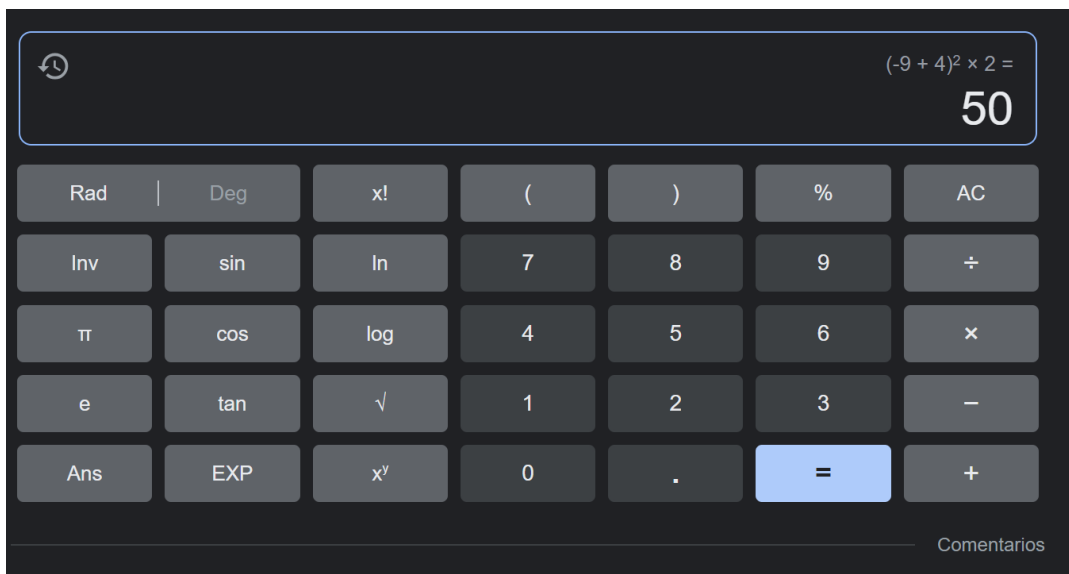 (-9 + 4)² × 2 =
50
Rad | Deg x! ( ) % AC
Inv sin ln 7 8 9 ÷
π cos log 4 5 6 ×
e tan √ 1 2 3 −
Ans EXP xʸ 0 . = +
Comentarios